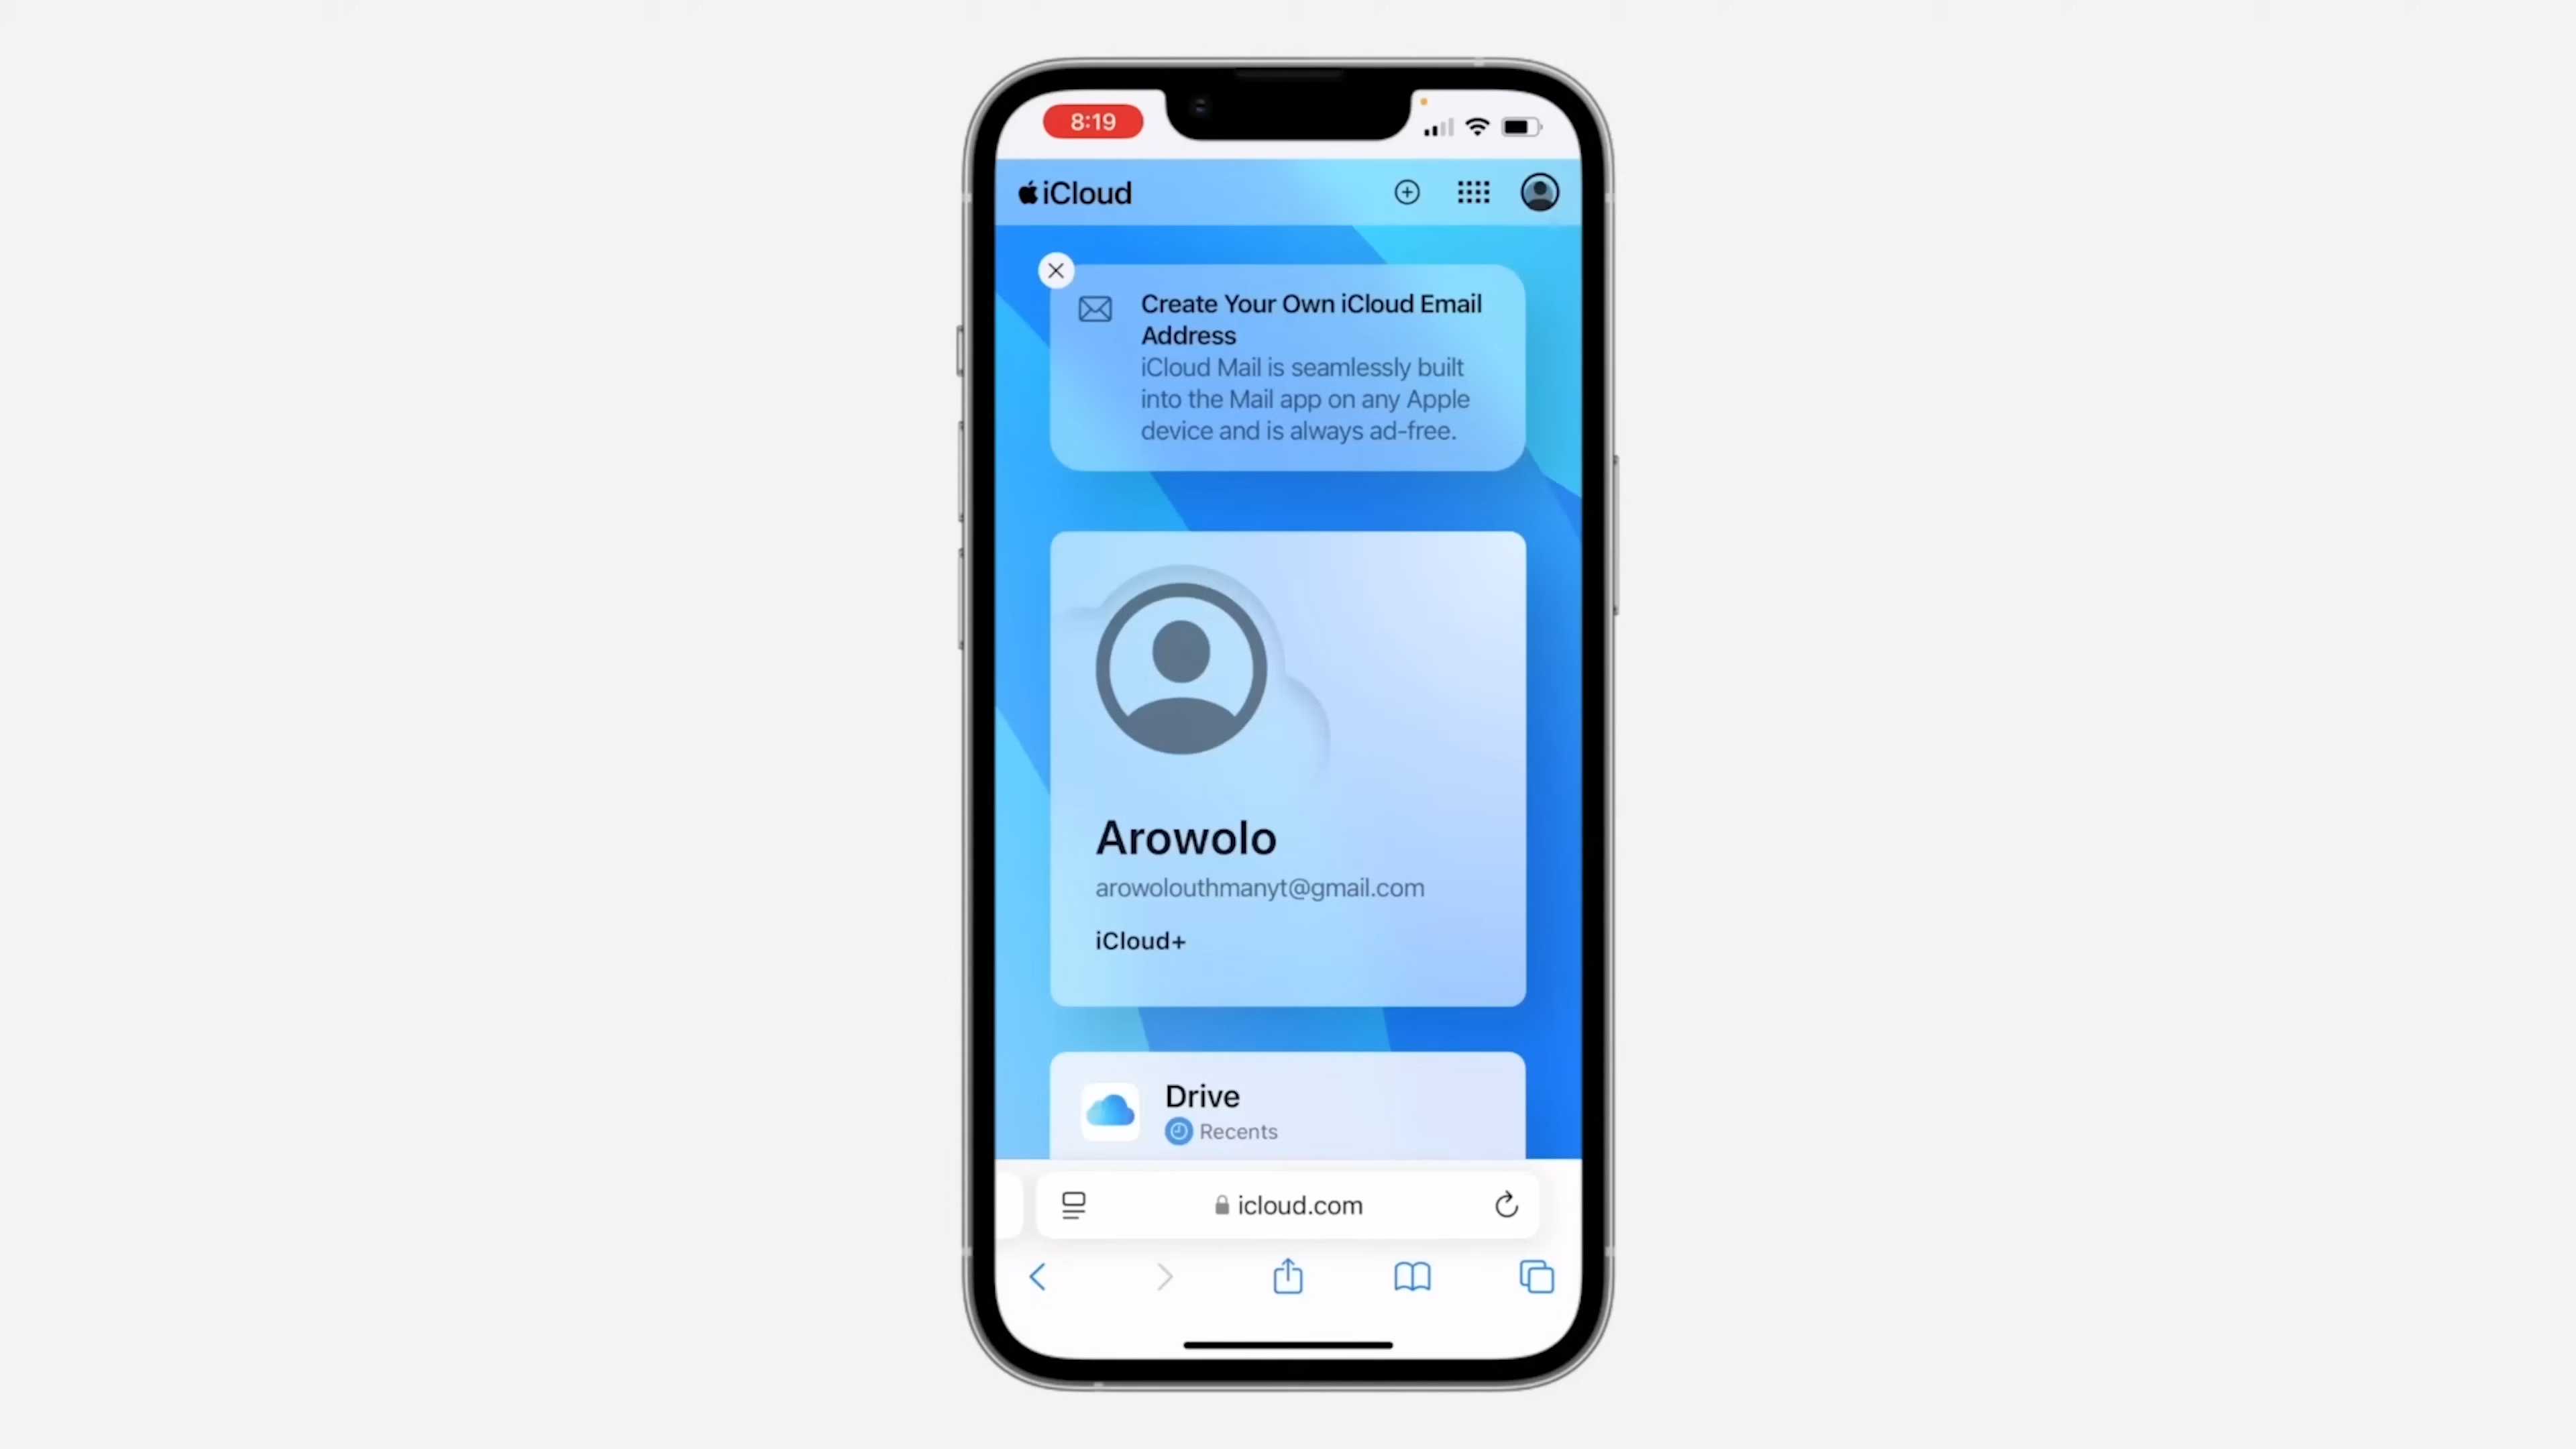 8:19
iCloud
Create Your Own iCloud Email
Address
iCloud Mail is seamlessly built
into the Mail app on any Apple
device and is always ad-free.
Arowolo
arowolouthmanyt@gmail.com
iCloud+
Drive
Recents
icloud.com